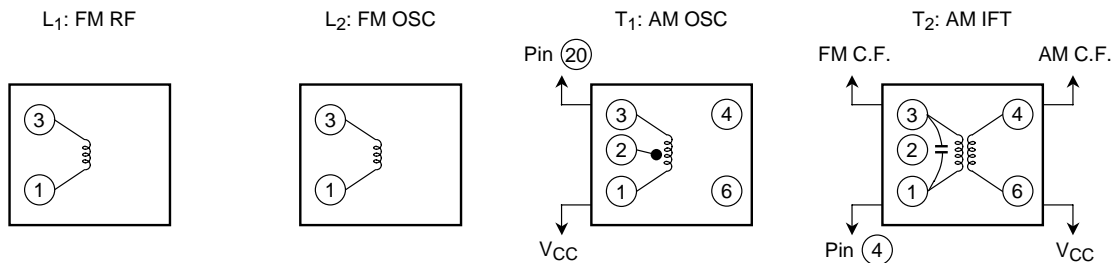 L1: FM RF
L2: FM OSC
T1: AM OSC
T2: AM IFT
Pin 20
FM C.F.
AM C.F.
3
3
3
4
3
4
2
2
1
1
1
6
1
6
VCC
Pin 4
VCC